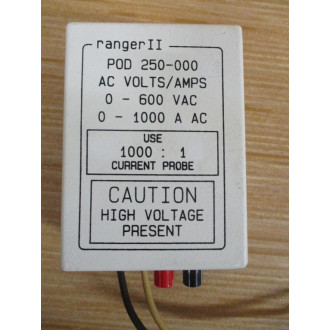 rangerII
POD 250-000
AC VOLTS/AMPS
0 - 600 VAC
0 - 1000 A AC
USE
1000 : 1
CURRENT PROBE
CAUTION
HIGH VOLTAGE
PRESENT